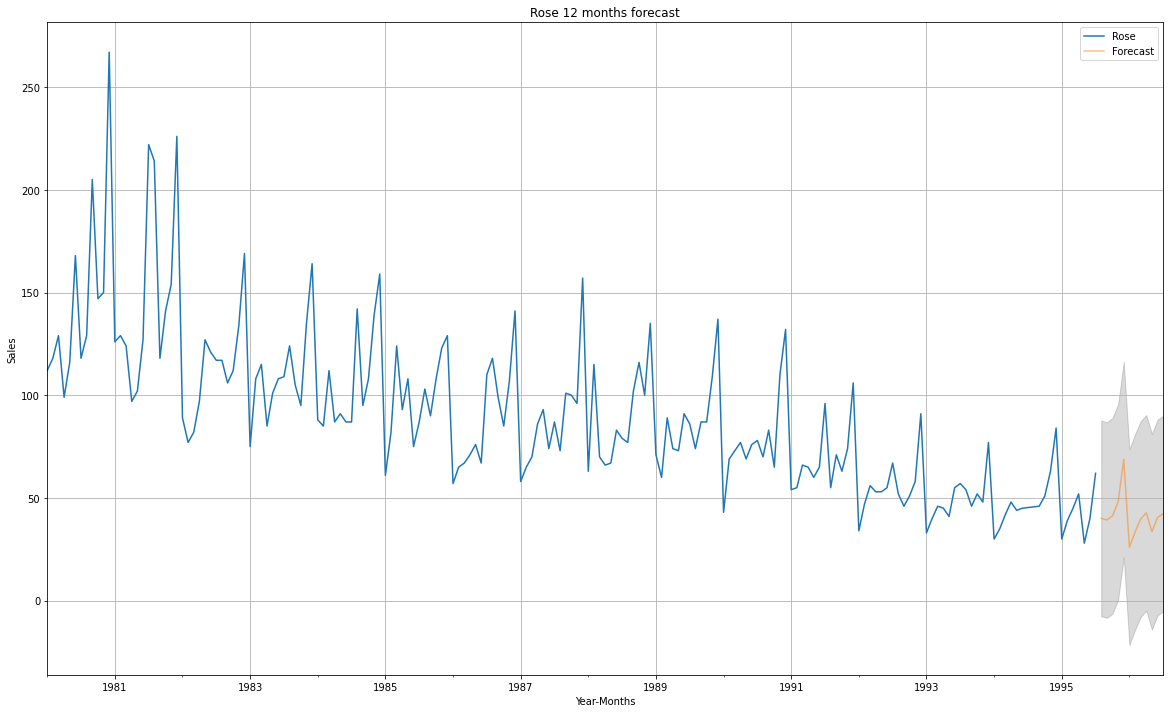 Rose 12 months forecast
Rose
Forecast
Sales
250
200
150
100
50
0
1981 1983 1985 1987 1989 1991 1993 1995
Year-Months